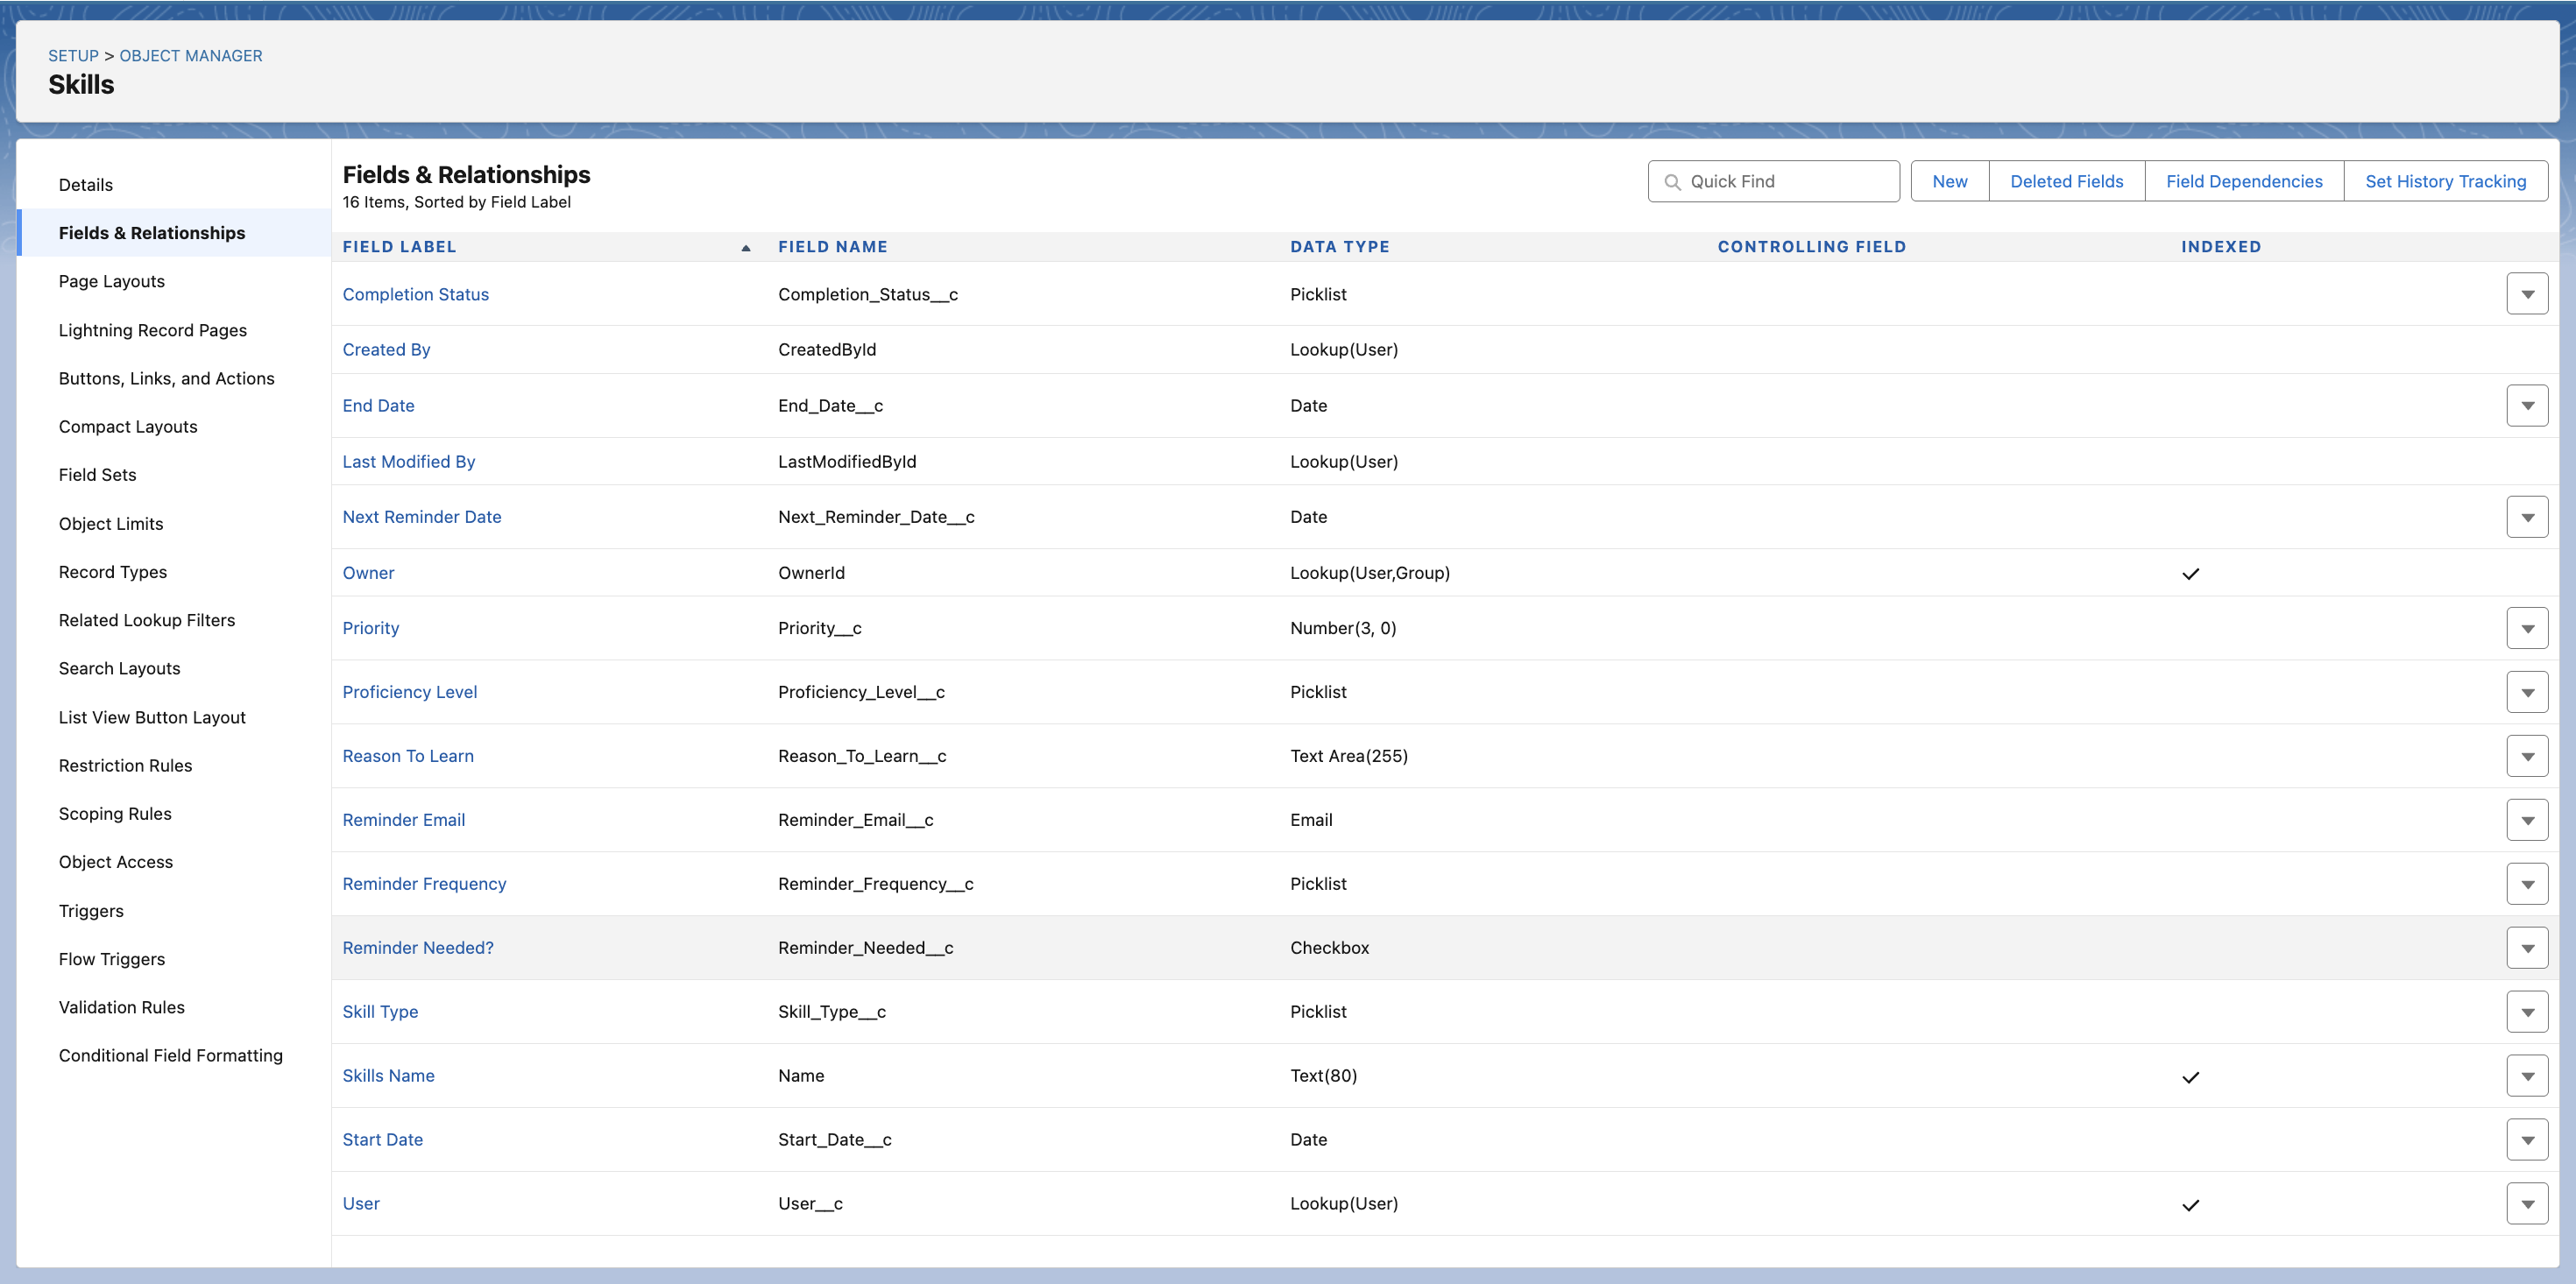 SETUP > OBJECT MANAGER
Skills
Details
Fields & Relationships
Page Layouts
Lightning Record Pages
Buttons, Links, and Actions
Compact Layouts
Field Sets
Object Limits
Record Types
Related Lookup Filters
Search Layouts
List View Button Layout
Restriction Rules
Scoping Rules
Object Access
Triggers
Flow Triggers
Validation Rules
Conditional Field Formatting
Fields & Relationships
16 Items, Sorted by Field Label
Quick Find New Deleted Fields Field Dependencies Set History Tracking
FIELD LABEL FIELD NAME DATA TYPE CONTROLLING FIELD INDEXED
Completion Status Completion_Status__c Picklist
Created By CreatedById Lookup(User)
End Date End_Date__c Date
Last Modified By LastModifiedById Lookup(User)
Next Reminder Date Next_Reminder_Date__c Date
Owner OwnerId Lookup(User,Group)
Priority Priority__c Number(3, 0)
Proficiency Level Proficiency_Level__c Picklist
Reason To Learn Reason_To_Learn__c Text Area(255)
Reminder Email Reminder_Email__c Email
Reminder Frequency Reminder_Frequency__c Picklist
Reminder Needed? Reminder_Needed__c Checkbox
Skill Type Skill_Type__c Picklist
Skills Name Name Text(80)
Start Date Start_Date__c Date
User User__c Lookup(User)